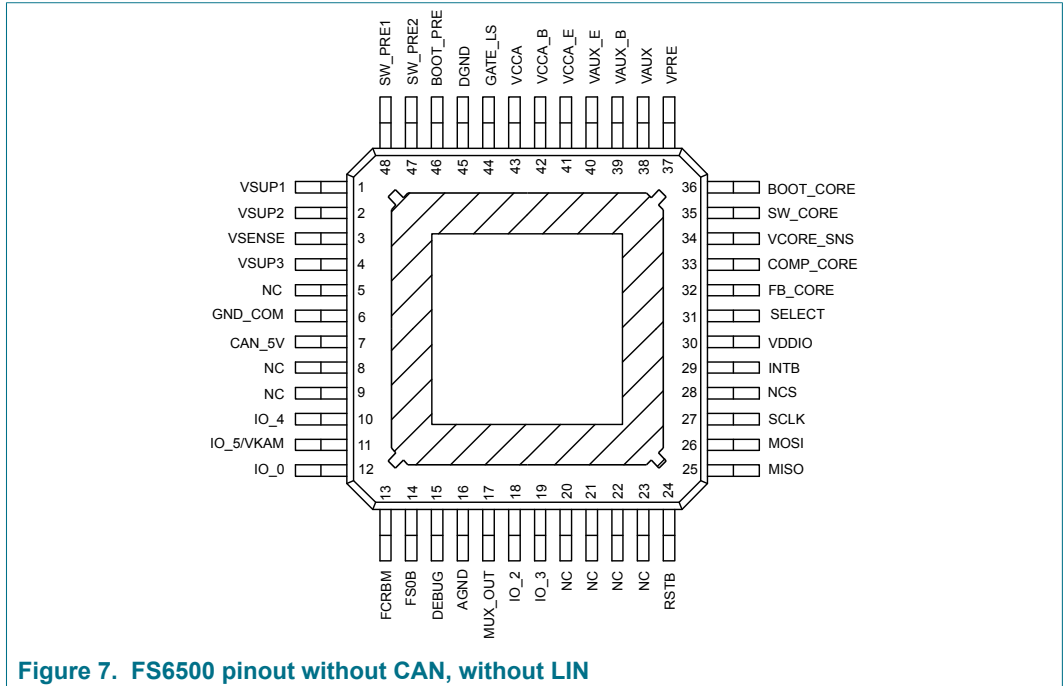 SW_PRE1
SW_PRE2
BOOT_PRE
DGND
GATE_LS
VCCA
VCCA_B
VCCA_E
VAUX_E
VAUX_B
VAUX
VPRE
48
47
46
45
44
43
42
41
40
39
38
37
VSUP1 1
VSUP2 2
VSENSE 3
VSUP3 4
NC 5
GND_COM 6
CAN_5V 7
NC 8
NC 9
IO_4 10
IO_5/VKAM 11
IO_0 12
36 BOOT_CORE
35 SW_CORE
34 VCORE_SNS
33 COMP_CORE
32 FB_CORE
31 SELECT
30 VDDIO
29 INTB
28 NCS
27 SCLK
26 MOSI
25 MISO
13
14
15
16
17
18
19
20
21
22
23
24
FCRBM
FS0B
DEBUG
AGND
MUX_OUT
IO_2
IO_3
NC
NC
NC
NC
RSTB
Figure 7. FS6500 pinout without CAN, without LIN